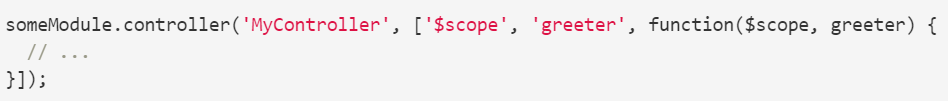 someModule.controller('MyController', ['$scope', 'greeter', function($scope, greeter) {
  // ...
}]);